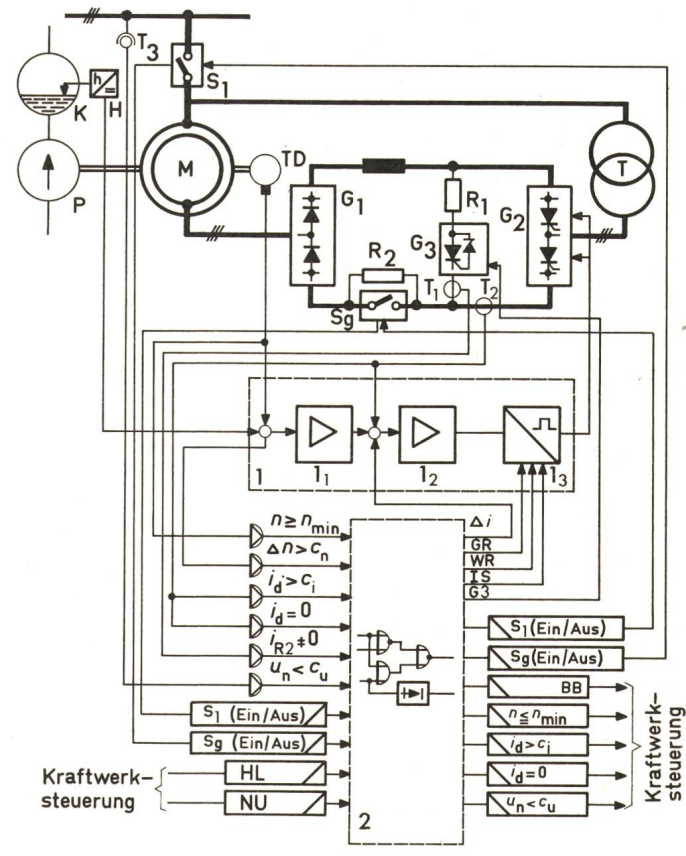 T3
S1
h
K
H
M
TD
T
P
G1
R1
G2
G3
R2
T1
T2
Sg
1
11
12
13
n ≥ nmin
Δn > cn
id > ci
id = 0
iR2 ≠ 0
un < cu
S1 (Ein/Aus)
Sg (Ein/Aus)
HL
NU
Kraftwerk-
steuerung
2
Δi
GR
WR
IS
G3
S1 (Ein/Aus)
Sg (Ein/Aus)
BB
n ≦ nmin
id > ci
id = 0
un < cu
Kraftwerk-
steuerung